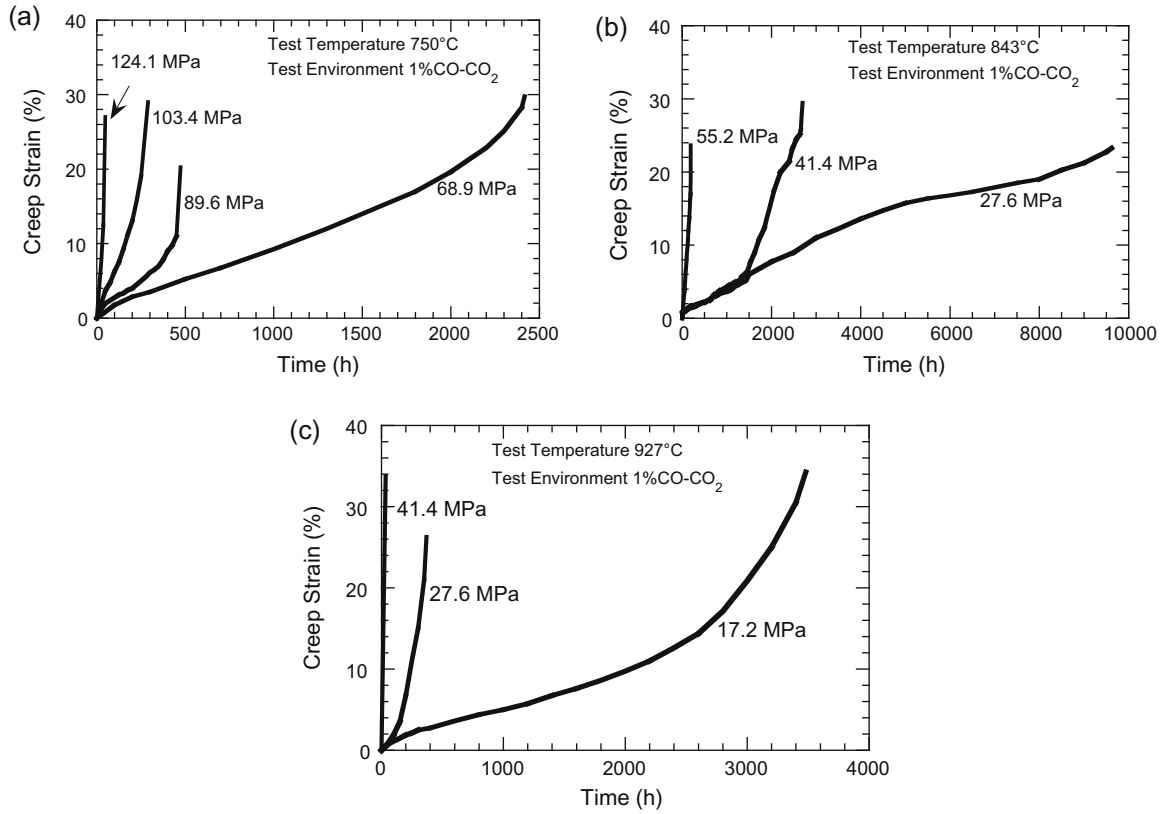 (a)
Test Temperature 750°C
Test Environment 1%CO-CO2
124.1 MPa
103.4 MPa
89.6 MPa
68.9 MPa
40
30
20
10
0
Creep Strain (%)
0 500 1000 1500 2000 2500
Time (h)
(b)
Test Temperature 843°C
Test Environment 1%CO-CO2
55.2 MPa
41.4 MPa
27.6 MPa
40
30
20
10
0
Creep Strain (%)
0 2000 4000 6000 8000 10000
Time (h)
(c)
Test Temperature 927°C
Test Environment 1%CO-CO2
41.4 MPa
27.6 MPa
17.2 MPa
40
30
20
10
0
Creep Strain (%)
0 1000 2000 3000 4000
Time (h)